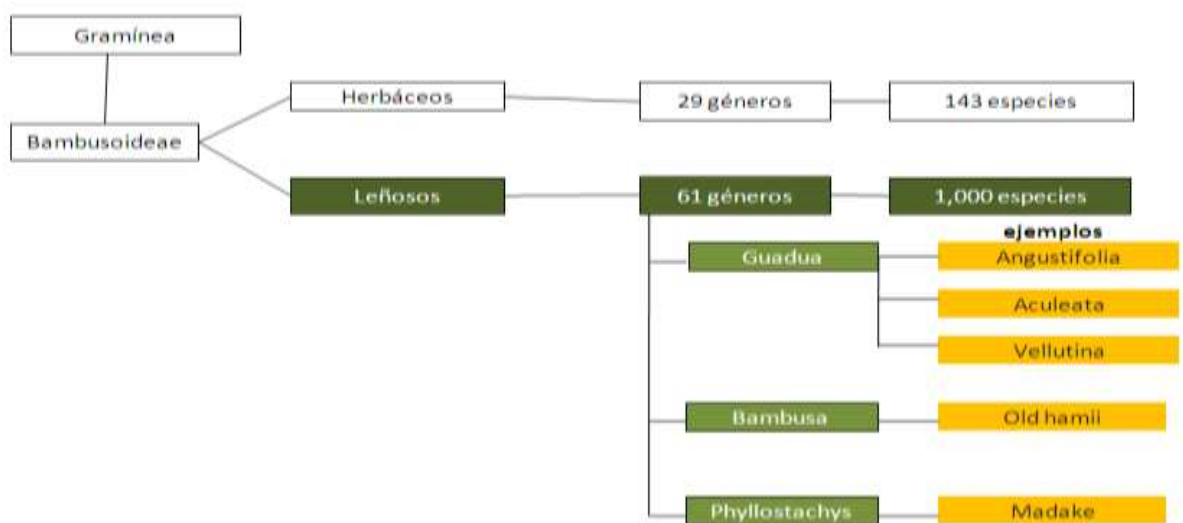 Gramínea
Bambusoideae
Herbáceos
29 géneros
143 especies
Leñosos
61 géneros
1,000 especies
ejemplos
Guadua
Angustifolia
Aculeata
Vellutina
Bambusa
Old hamii
Phyllostachys
Madake